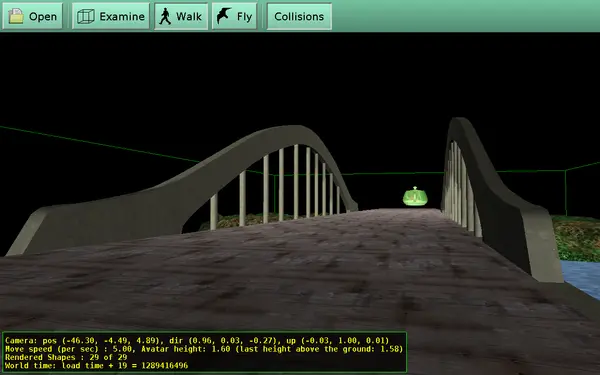 Open Examine Walk Fly Collisions
Camera: pos (-46.30, -4.49, 4.89), dir (0.96, 0.03, -0.27), up (-0.03, 1.00, 0.01)
Move speed (per sec) : 5.00, Avatar height: 1.60 (last height above the ground: 1.58)
Rendered Shapes : 29 of 29
World time: load time + 19 = 1289416496